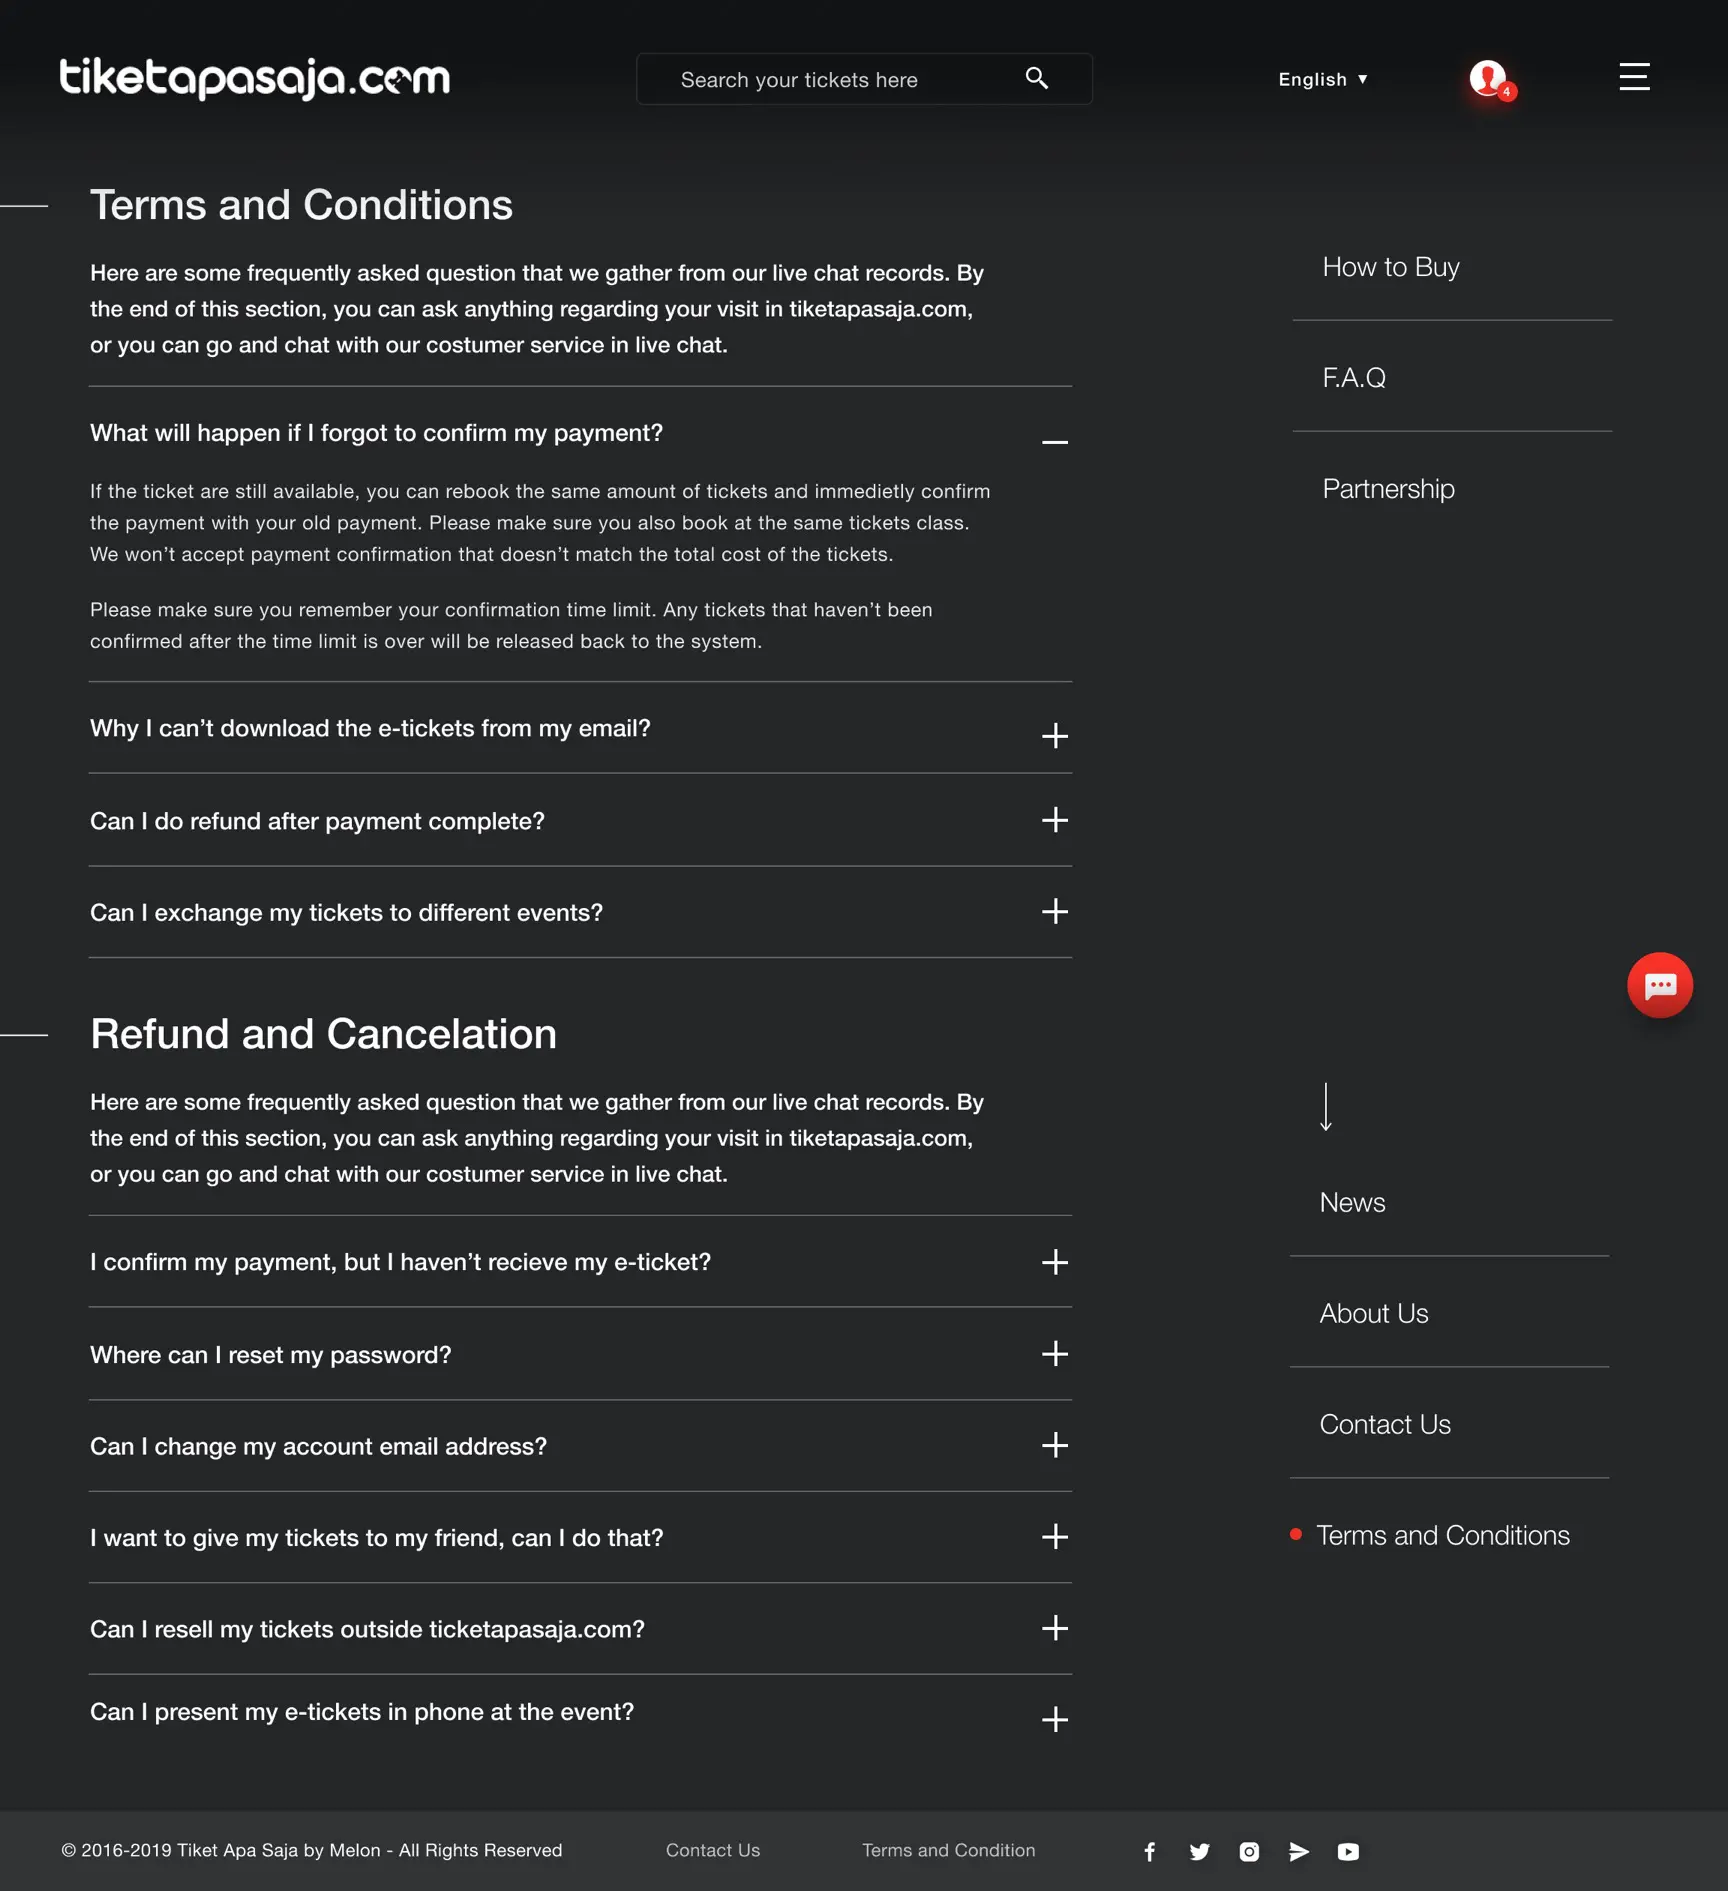 tiketapasaja.com
Search your tickets here
English ▼
4
Terms and Conditions
Here are some frequently asked question that we gather from our live chat records. By
the end of this section, you can ask anything regarding your visit in tiketapasaja.com,
or you can go and chat with our costumer service in live chat.
What will happen if I forgot to confirm my payment?
If the ticket are still available, you can rebook the same amount of tickets and immedietly confirm
the payment with your old payment. Please make sure you also book at the same tickets class.
We won't accept payment confirmation that doesn't match the total cost of the tickets.
Please make sure you remember your confirmation time limit. Any tickets that haven't been
confirmed after the time limit is over will be released back to the system.
Why I can't download the e-tickets from my email?
Can I do refund after payment complete?
Can I exchange my tickets to different events?
Refund and Cancelation
Here are some frequently asked question that we gather from our live chat records. By
the end of this section, you can ask anything regarding your visit in tiketapasaja.com,
or you can go and chat with our costumer service in live chat.
I confirm my payment, but I haven't recieve my e-ticket?
Where can I reset my password?
Can I change my account email address?
I want to give my tickets to my friend, can I do that?
Can I resell my tickets outside ticketapasaja.com?
Can I present my e-tickets in phone at the event?
How to Buy
F.A.Q
Partnership
News
About Us
Contact Us
Terms and Conditions
© 2016-2019 Tiket Apa Saja by Melon - All Rights Reserved
Contact Us
Terms and Condition